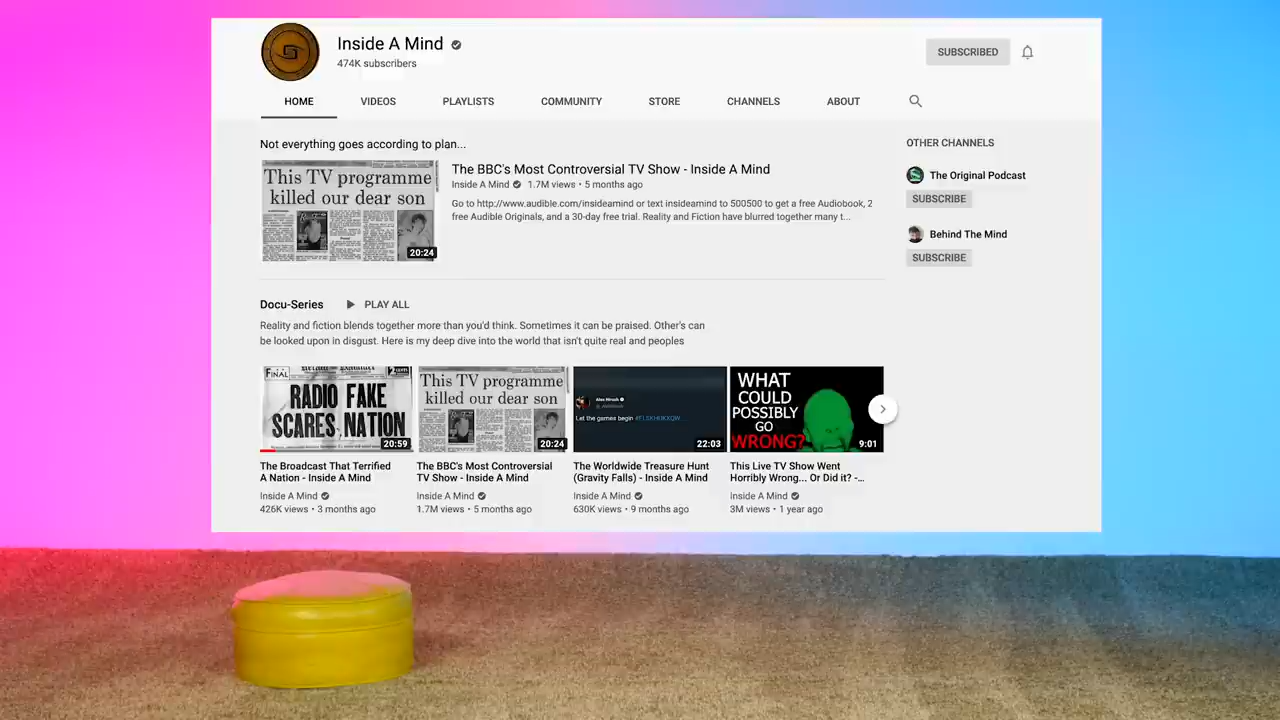 Inside A Mind
474K subscribers
SUBSCRIBED
HOME
VIDEOS
PLAYLISTS
COMMUNITY
STORE
CHANNELS
ABOUT
Not everything goes according to plan...
This TV programme
killed our dear son
20:24
The BBC's Most Controversial TV Show - Inside A Mind
Inside A Mind 1.7M views • 5 months ago
Go to http://www.audible.com/insideamind or text insideamind to 500500 to get a free Audiobook, 2
free Audible Originals, and a 30-day free trial. Reality and Fiction have blurred together many t...
OTHER CHANNELS
The Original Podcast
SUBSCRIBE
Behind The Mind
SUBSCRIBE
Docu-Series
PLAY ALL
Reality and fiction blends together more than you'd think. Sometimes it can be praised. Other's can
be looked upon in disgust. Here is my deep dive into the world that isn't quite real and peoples
FINAL
RADIO FAKE
SCARES NATION
20:59
The Broadcast That Terrified
A Nation - Inside A Mind
Inside A Mind
426K views • 3 months ago
This TV programme
killed our dear son
20:24
The BBC's Most Controversial
TV Show - Inside A Mind
Inside A Mind
1.7M views • 5 months ago
Alex Hirsch
Let the games begin
22:03
The Worldwide Treasure Hunt
(Gravity Falls) - Inside A Mind
Inside A Mind
630K views • 9 months ago
WHAT
COULD
POSSIBLY
GO
WRONG?
9:01
This Live TV Show Went
Horribly Wrong... Or Did it? -...
Inside A Mind
3M views • 1 year ago